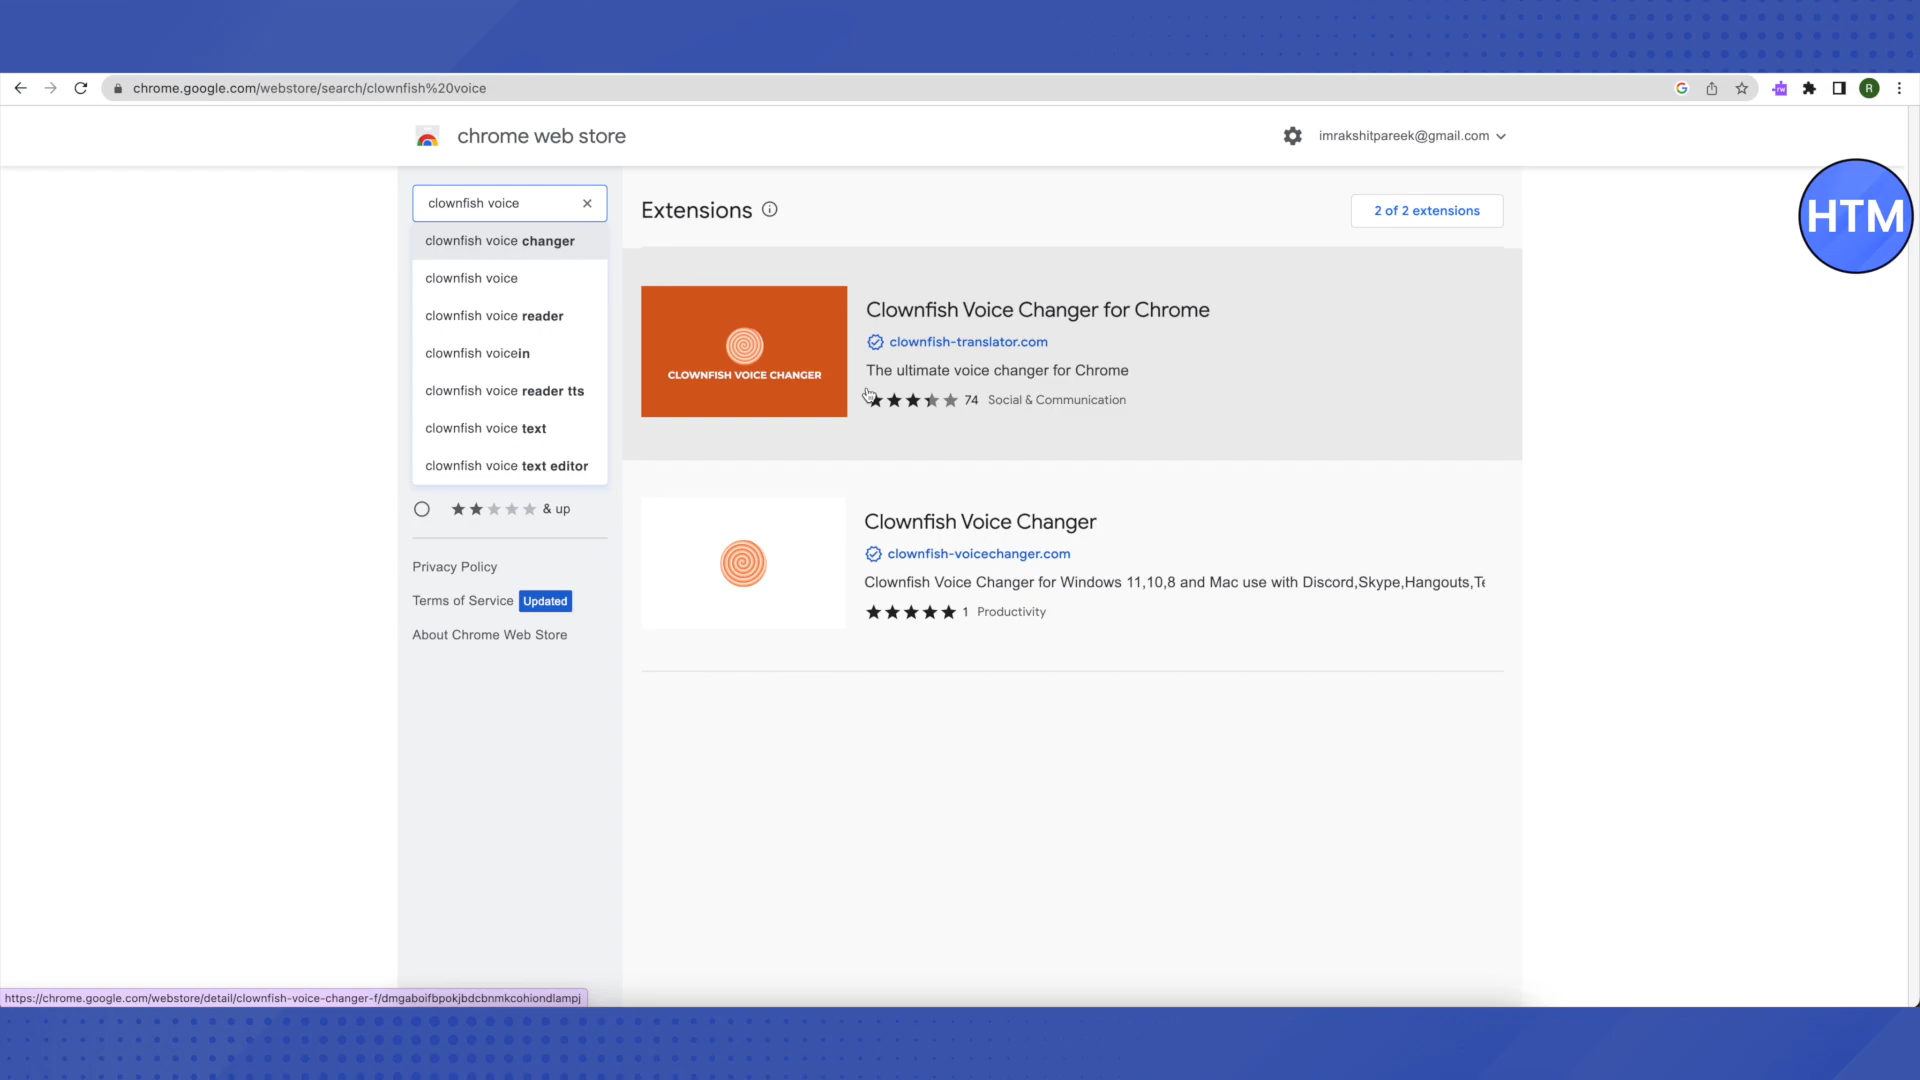 chrome.google.com/webstore/search/clownfish%20voice
R
chrome web store
imrakshitpareek@gmail.com
HTM
clownfish voice
clownfish voice changer
clownfish voice
clownfish voice reader
clownfish voicein
clownfish voice reader tts
clownfish voice text
clownfish voice text editor
& up
Privacy Policy
Terms of Service Updated
About Chrome Web Store
Extensions
2 of 2 extensions
CLOWNFISH VOICE CHANGER
Clownfish Voice Changer for Chrome
clownfish-translator.com
The ultimate voice changer for Chrome
74 Social & Communication
Clownfish Voice Changer
clownfish-voicechanger.com
Clownfish Voice Changer for Windows 11,10,8 and Mac use with Discord,Skype,Hangouts,Te
1 Productivity
https://chrome.google.com/webstore/detail/clownfish-voice-changer-f/dmgaboifbpokjbdcbnmkcohiondlampj